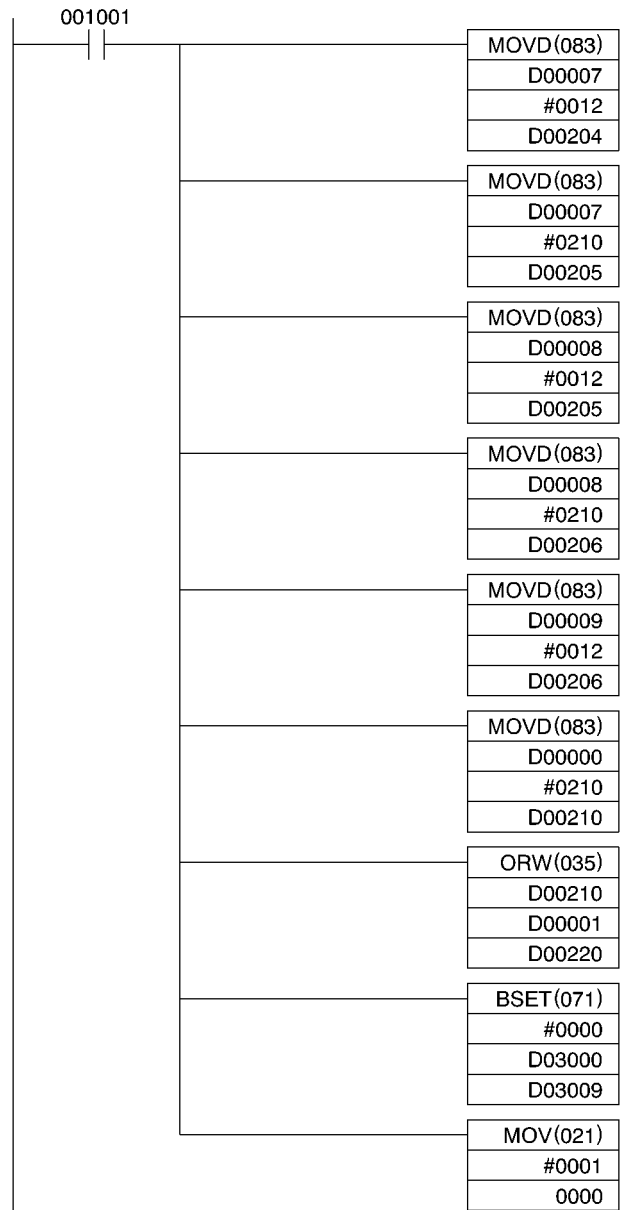 001001
MOVD(083)
D00007
#0012
D00204
MOVD(083)
D00007
#0210
D00205
MOVD(083)
D00008
#0012
D00205
MOVD(083)
D00008
#0210
D00206
MOVD(083)
D00009
#0012
D00206
MOVD(083)
D00000
#0210
D00210
ORW(035)
D00210
D00001
D00220
BSET(071)
#0000
D03000
D03009
MOV(021)
#0001
0000